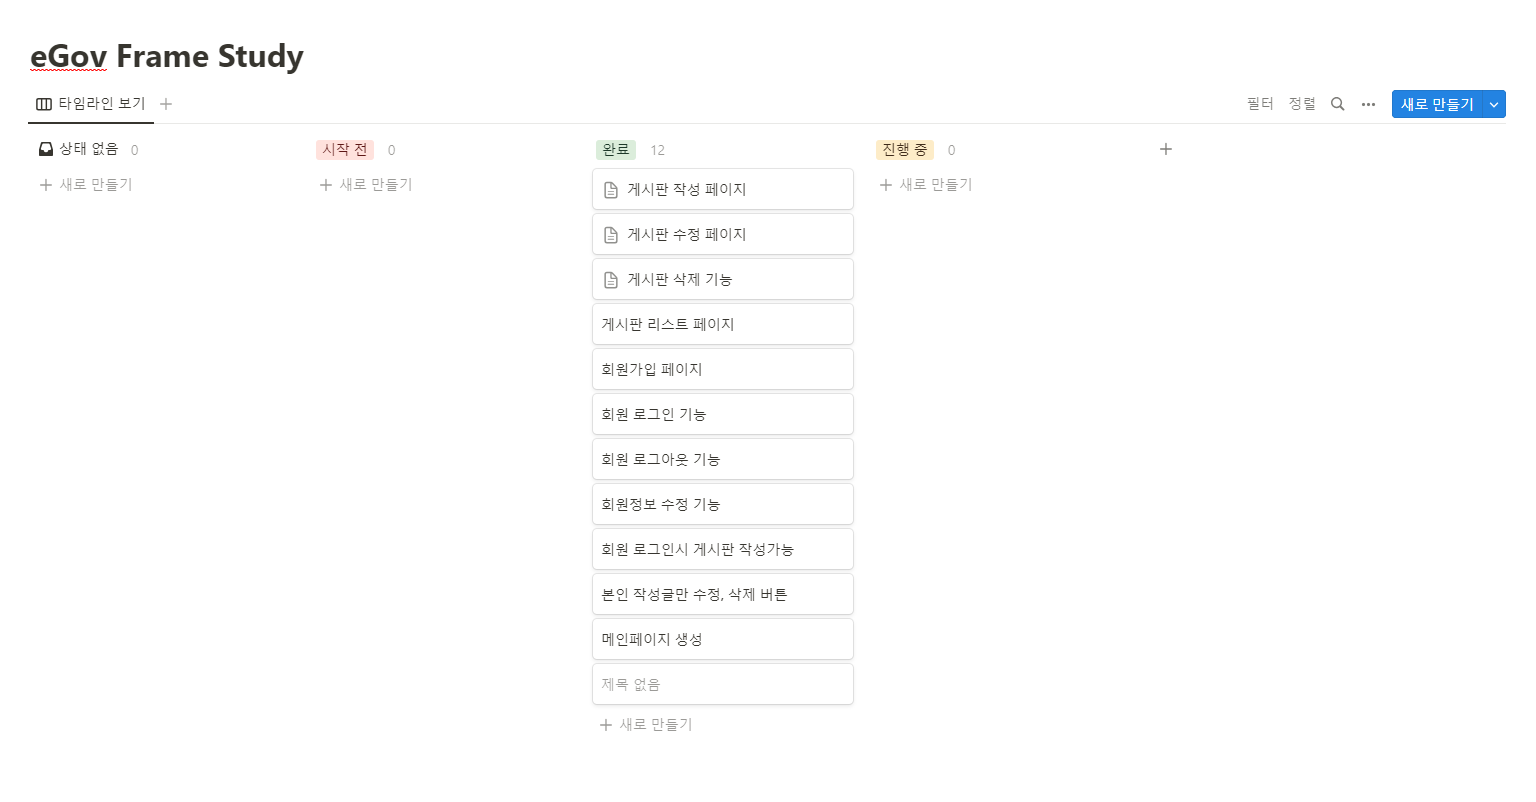 eGov Frame Study
타임라인 보기
필터 정렬 새로 만들기
상태 없음 0
새로 만들기
시작 전 0
새로 만들기
완료 12
게시판 작성 페이지
게시판 수정 페이지
게시판 삭제 기능
게시판 리스트 페이지
회원가입 페이지
회원 로그인 기능
회원 로그아웃 기능
회원정보 수정 기능
회원 로그인시 게시판 작성가능
본인 작성글만 수정, 삭제 버튼
메인페이지 생성
제목 없음
새로 만들기
진행 중 0
새로 만들기